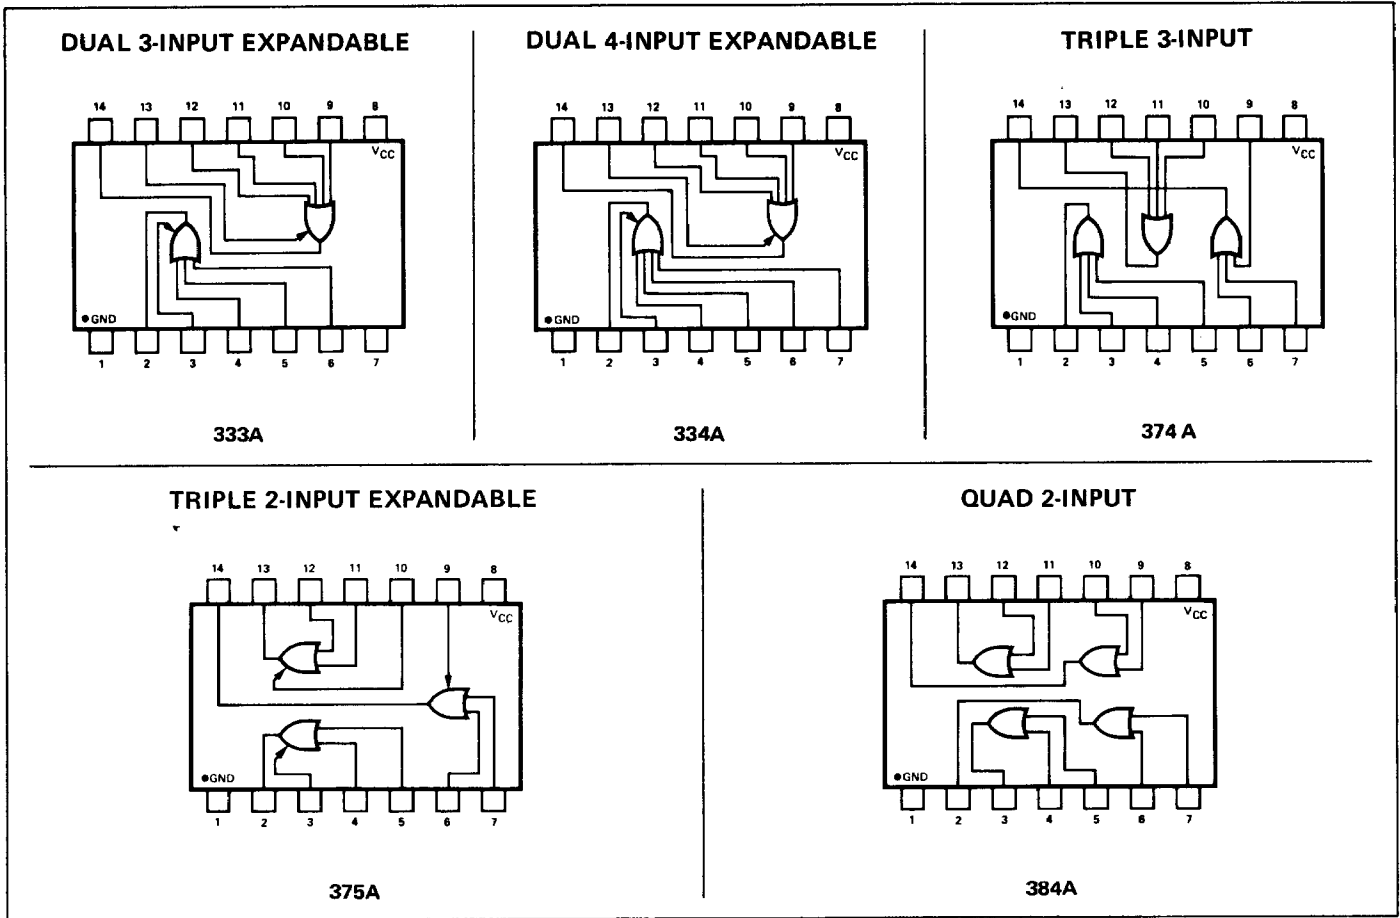 DUAL 3-INPUT EXPANDABLE
14 13 12 11 10 9 8
VCC
●GND
1 2 3 4 5 6 7
333A
DUAL 4-INPUT EXPANDABLE
14 13 12 11 10 9 8
VCC
●GND
1 2 3 4 5 6 7
334A
TRIPLE 3-INPUT
14 13 12 11 10 9 8
VCC
●GND
1 2 3 4 5 6 7
374 A
TRIPLE 2-INPUT EXPANDABLE
14 13 12 11 10 9 8
VCC
●GND
1 2 3 4 5 6 7
375A
QUAD 2-INPUT
14 13 12 11 10 9 8
VCC
●GND
1 2 3 4 5 6 7
384A